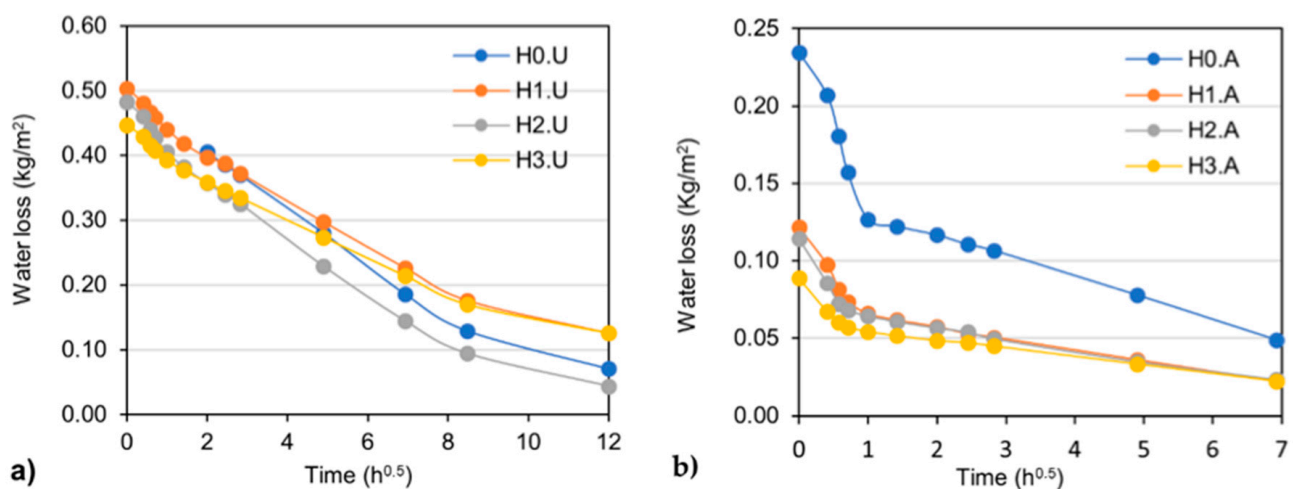 0.60
0.50
0.40
0.30
0.20
0.10
0.00
Water loss (kg/m²)
H0.U
H1.U
H2.U
H3.U
0 2 4 6 8 10 12
Time (h⁰·⁵)
a)
0.25
0.20
0.15
0.10
0.05
0.00
Water loss (Kg/m²)
H0.A
H1.A
H2.A
H3.A
0 1 2 3 4 5 6 7
Time (h⁰·⁵)
b)